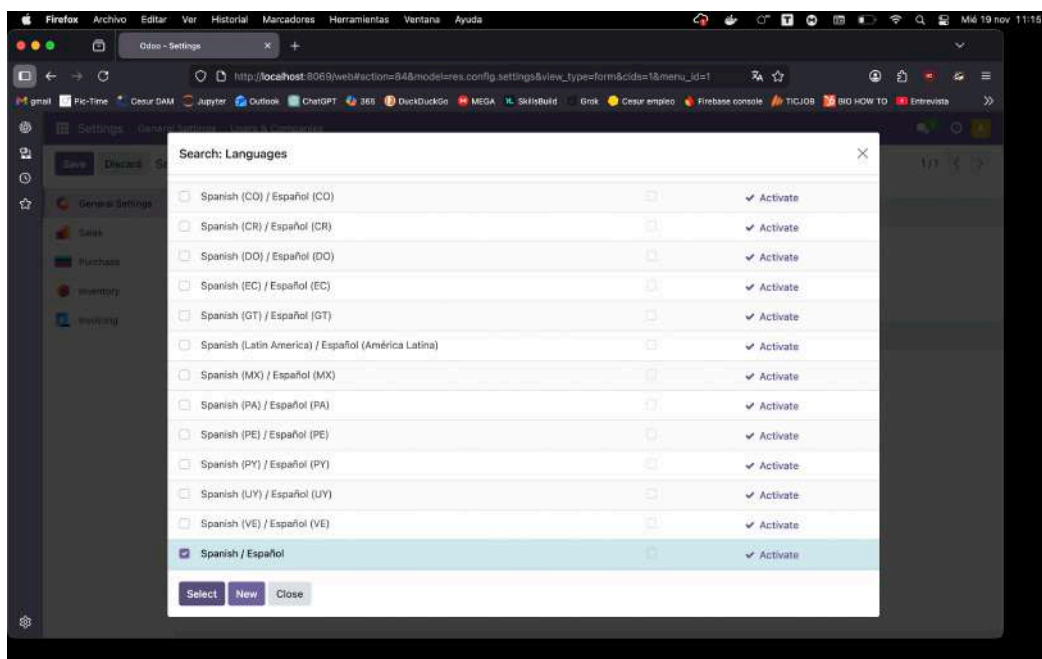 Firefox Archivo Editar Ver Historial Marcadores Herramientas Ventana Ayuda Mié 19 nov 11:15
Odoo - Settings
http://localhost:8069/web#action=84&model=res.config.settings&view_type=form&cids=1&menu_id=1
gmail Pic-Time Cesur DAM Jupyter Outlook ChatGPT 365 DuckDuckGo MEGA SkillsBuild Grok Cesur empleo Firebase console TICJOB BIO HOW TO Entrevista
Settings General Settings Users & Companies
Save Discard 1/1
Search: Languages
General Settings
Sales
Purchase
Inventory
Invoicing
Spanish (CO) / Español (CO) Activate
Spanish (CR) / Español (CR) Activate
Spanish (DO) / Español (DO) Activate
Spanish (EC) / Español (EC) Activate
Spanish (GT) / Español (GT) Activate
Spanish (Latin America) / Español (América Latina) Activate
Spanish (MX) / Español (MX) Activate
Spanish (PA) / Español (PA) Activate
Spanish (PE) / Español (PE) Activate
Spanish (PY) / Español (PY) Activate
Spanish (UY) / Español (UY) Activate
Spanish (VE) / Español (VE) Activate
Spanish / Español Activate
Select New Close